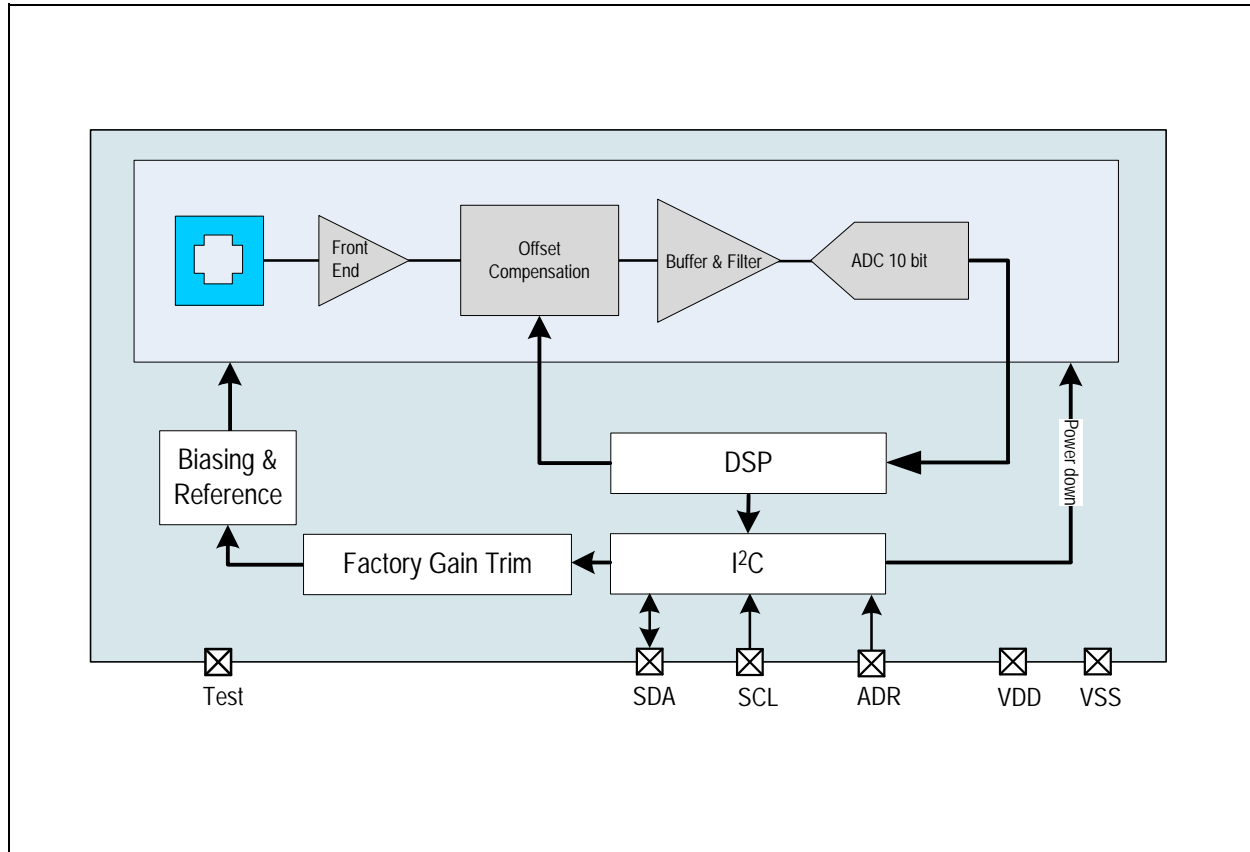 Front
End
Offset
Compensation
Buffer & Filter
ADC 10 bit
Power down
Biasing &
Reference
DSP
Factory Gain Trim
I²C
Test
SDA
SCL
ADR
VDD
VSS